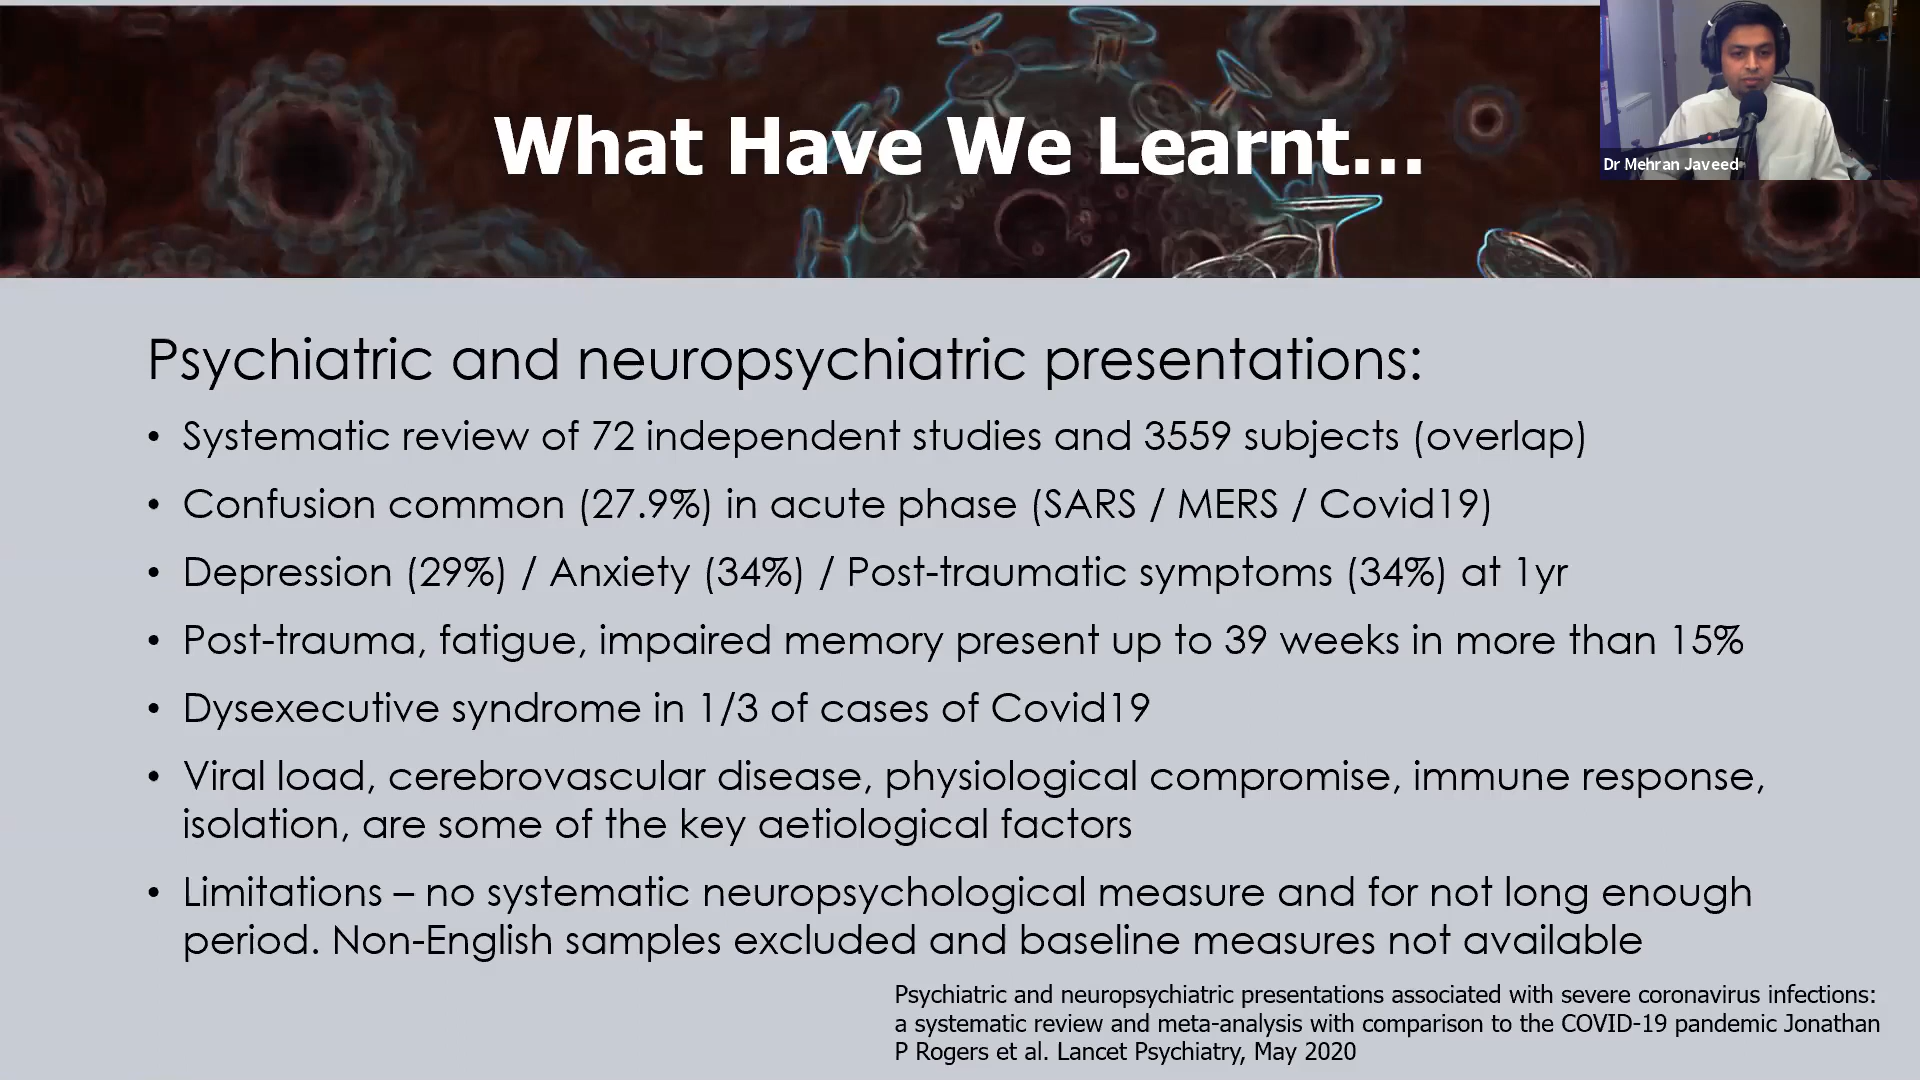 What Have We Learnt...
Dr Mehran Javeed
Psychiatric and neuropsychiatric presentations:
• Systematic review of 72 independent studies and 3559 subjects (overlap)
• Confusion common (27.9%) in acute phase (SARS / MERS / Covid19)
• Depression (29%) / Anxiety (34%) / Post-traumatic symptoms (34%) at 1yr
• Post-trauma, fatigue, impaired memory present up to 39 weeks in more than 15%
• Dysexecutive syndrome in 1/3 of cases of Covid19
• Viral load, cerebrovascular disease, physiological compromise, immune response,
isolation, are some of the key aetiological factors
• Limitations – no systematic neuropsychological measure and for not long enough
period. Non-English samples excluded and baseline measures not available
Psychiatric and neuropsychiatric presentations associated with severe coronavirus infections:
a systematic review and meta-analysis with comparison to the COVID-19 pandemic Jonathan
P Rogers et al. Lancet Psychiatry, May 2020